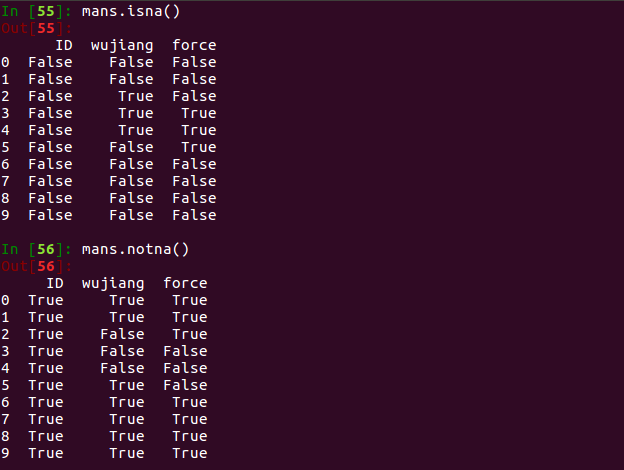 In [55]: mans.isna()
Out[55]:
      ID  wujiang  force
0  False    False  False
1  False    False  False
2  False     True  False
3  False     True   True
4  False     True   True
5  False    False   True
6  False    False  False
7  False    False  False
8  False    False  False
9  False    False  False
In [56]: mans.notna()
Out[56]:
     ID  wujiang  force
0  True     True   True
1  True     True   True
2  True    False   True
3  True    False  False
4  True    False  False
5  True     True  False
6  True     True   True
7  True     True   True
8  True     True   True
9  True     True   True